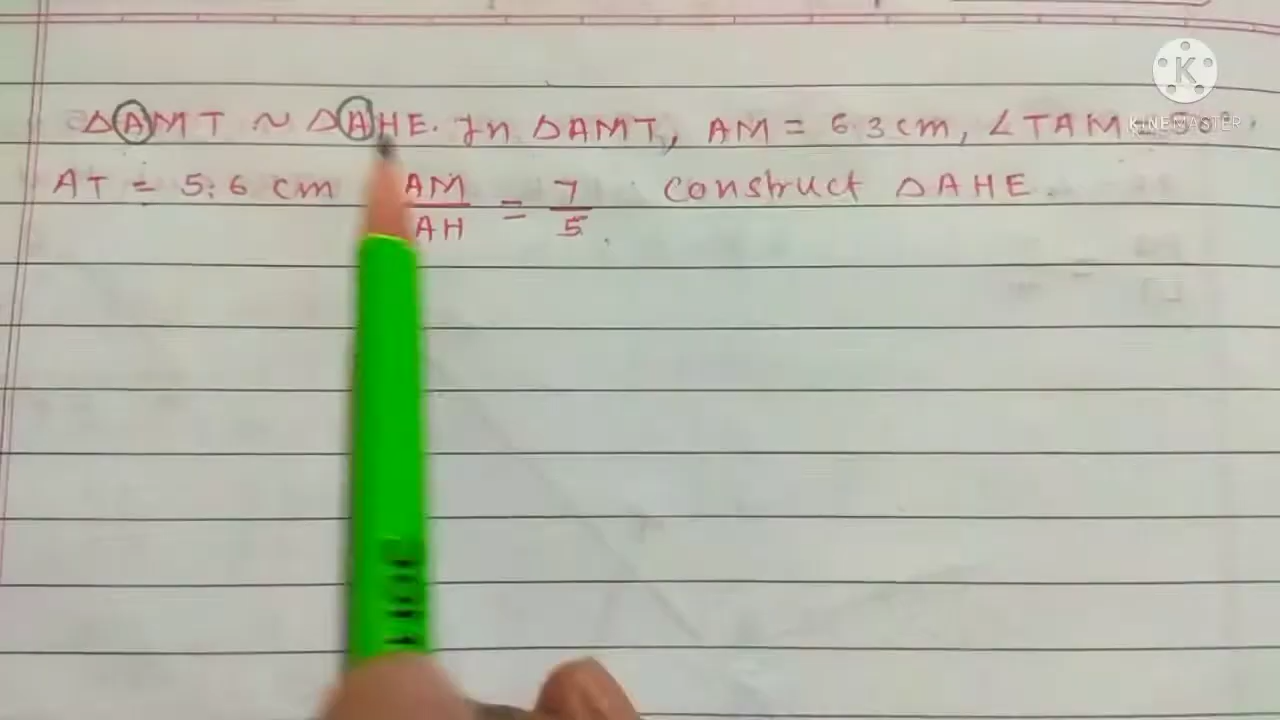 K
KINEMASTER
△AMT ~ △AHE. In △AMT, AM = 6.3 cm, ∠TAM =
AT = 5.6 cm AM/AH = 7/5. construct △AHE.